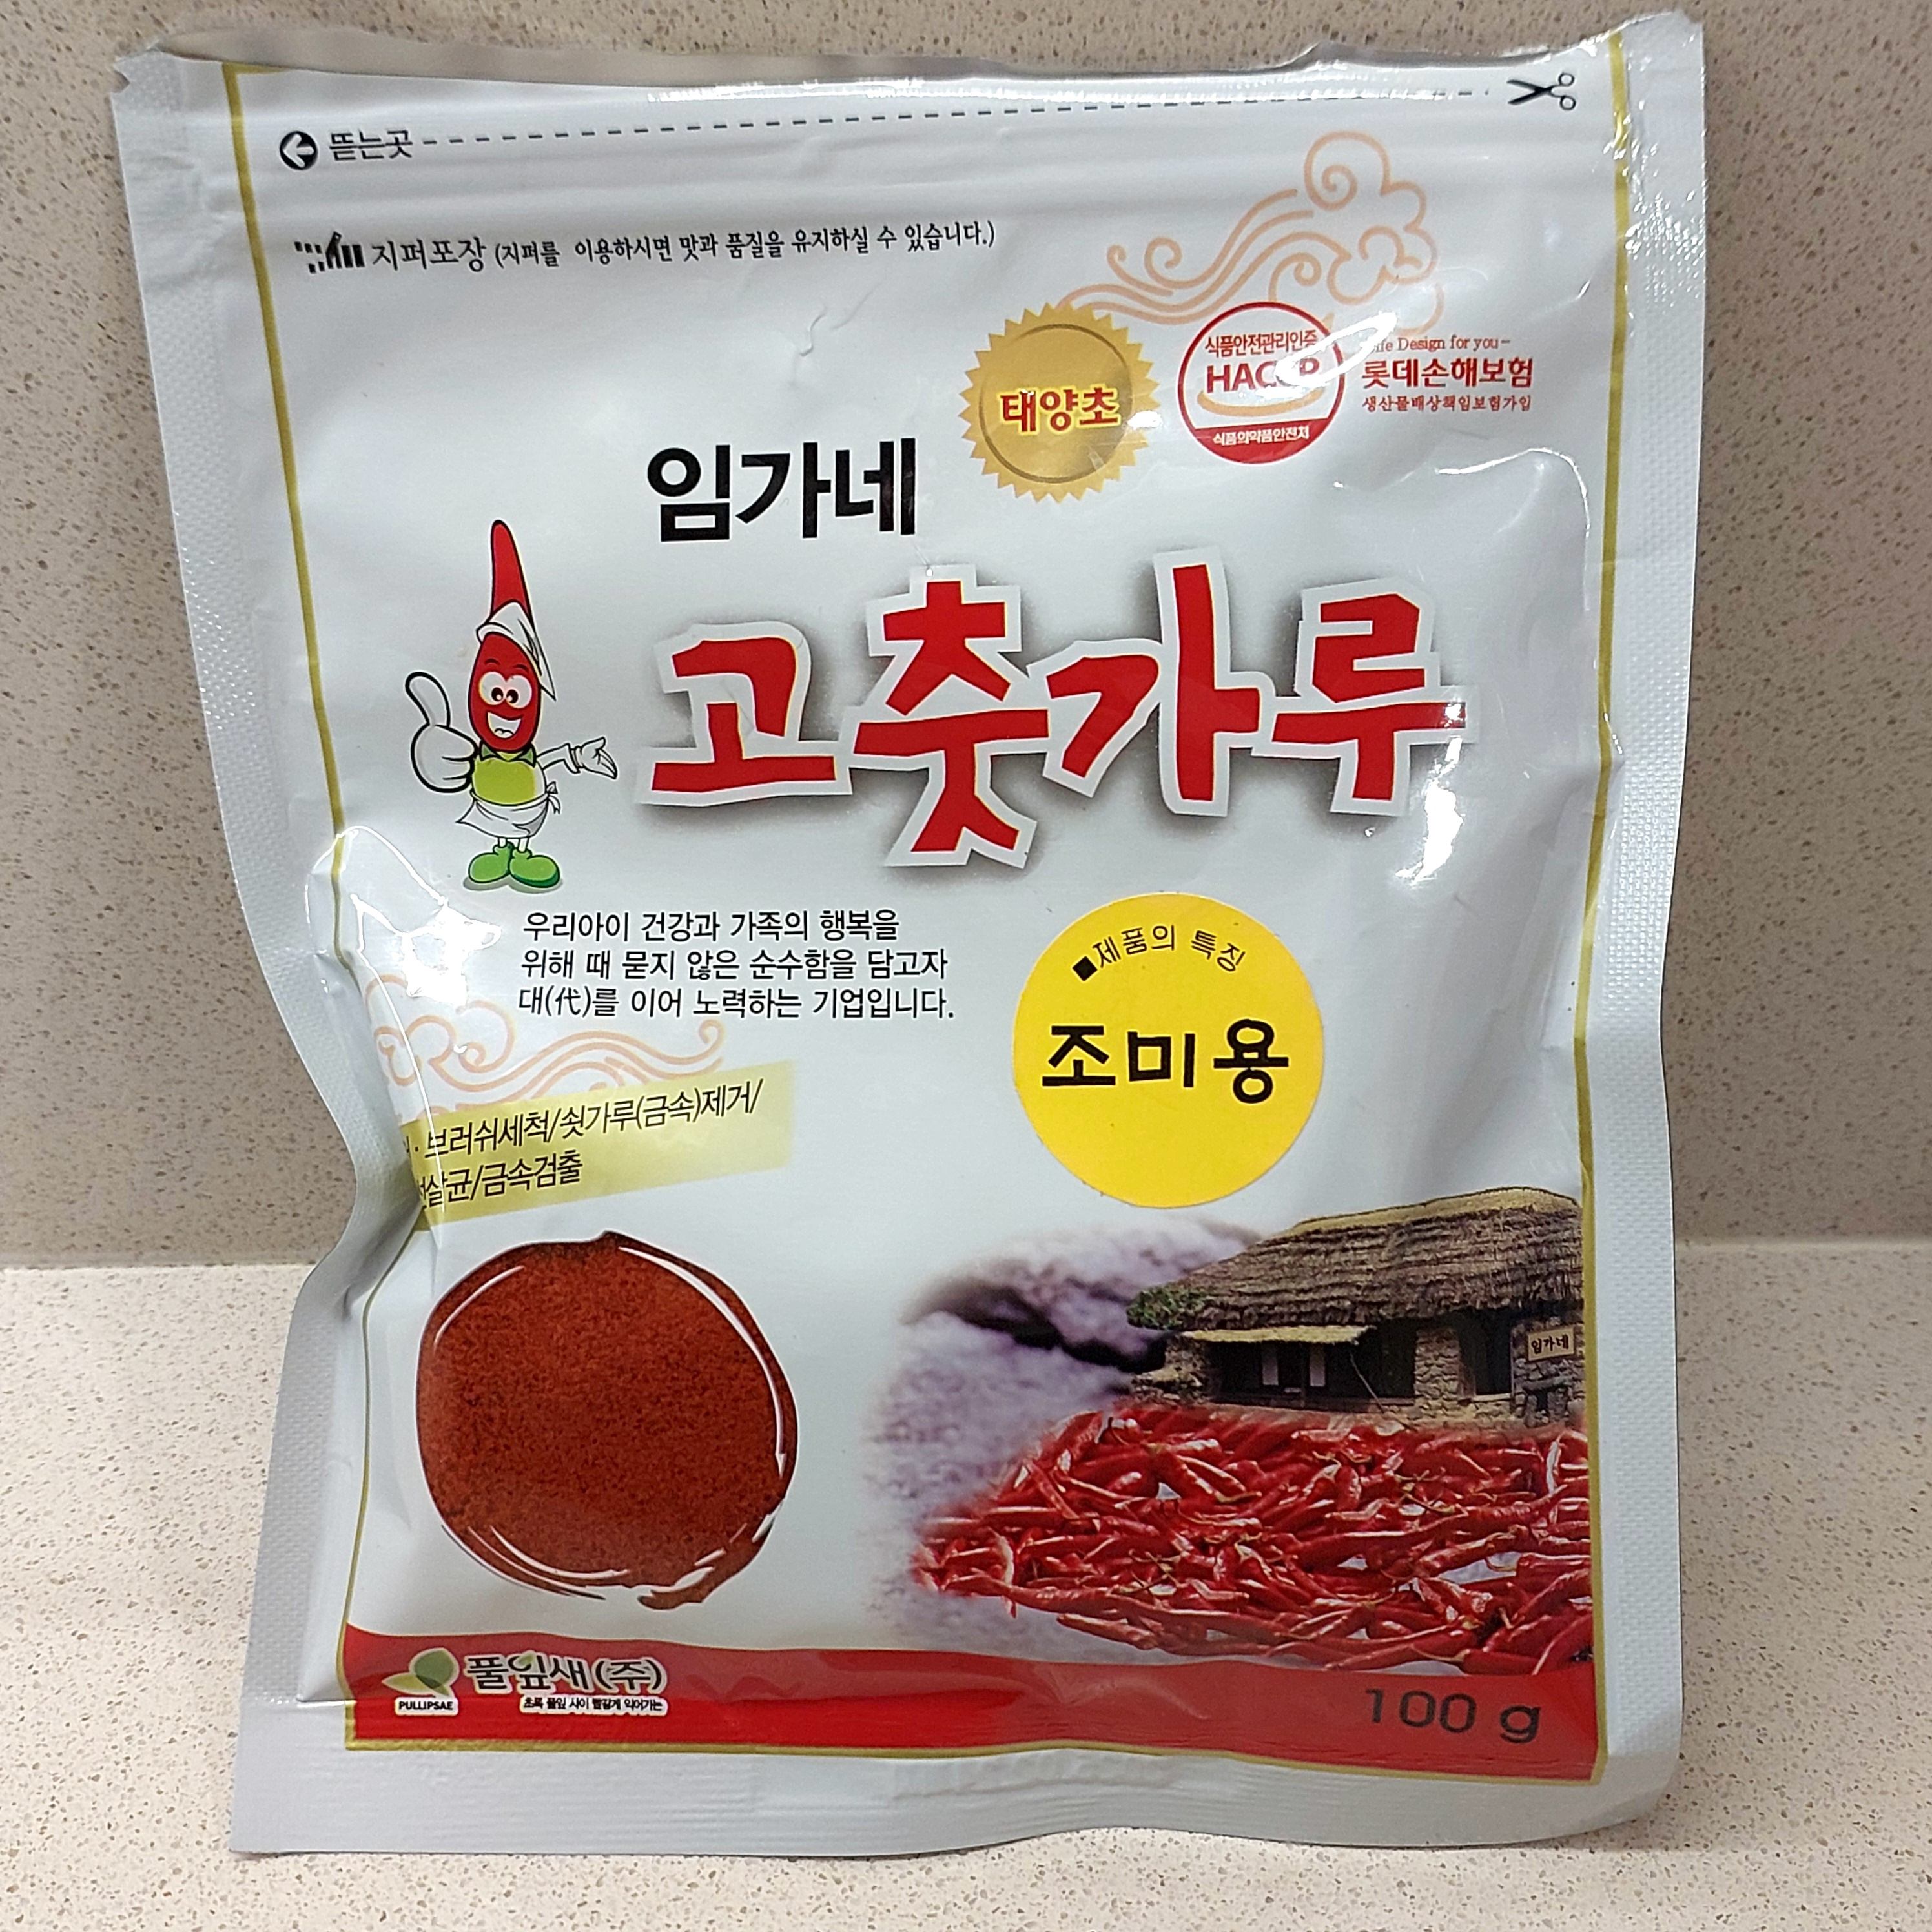 뜯는곳
지퍼포장 (지퍼를 이용하시면 맛과 품질을 유지하실 수 있습니다.)
태양초
식품안전관리인증
HACCP
식품의약품안전처
Life Design for you-
롯데손해보험
생산물배상책임보험가입
임가네
고춧가루
우리아이 건강과 가족의 행복을
위해 때 묻지 않은 순수함을 담고자
대(代)를 이어 노력하는 기업입니다.
■제품의 특징
조미용
브러쉬세척/쇳가루(금속)제거/
살균/금속검출
임가네
풀잎새(주)
PULLIPSAE
초록 풀잎 사이 빨갛게 익어가는
100 g